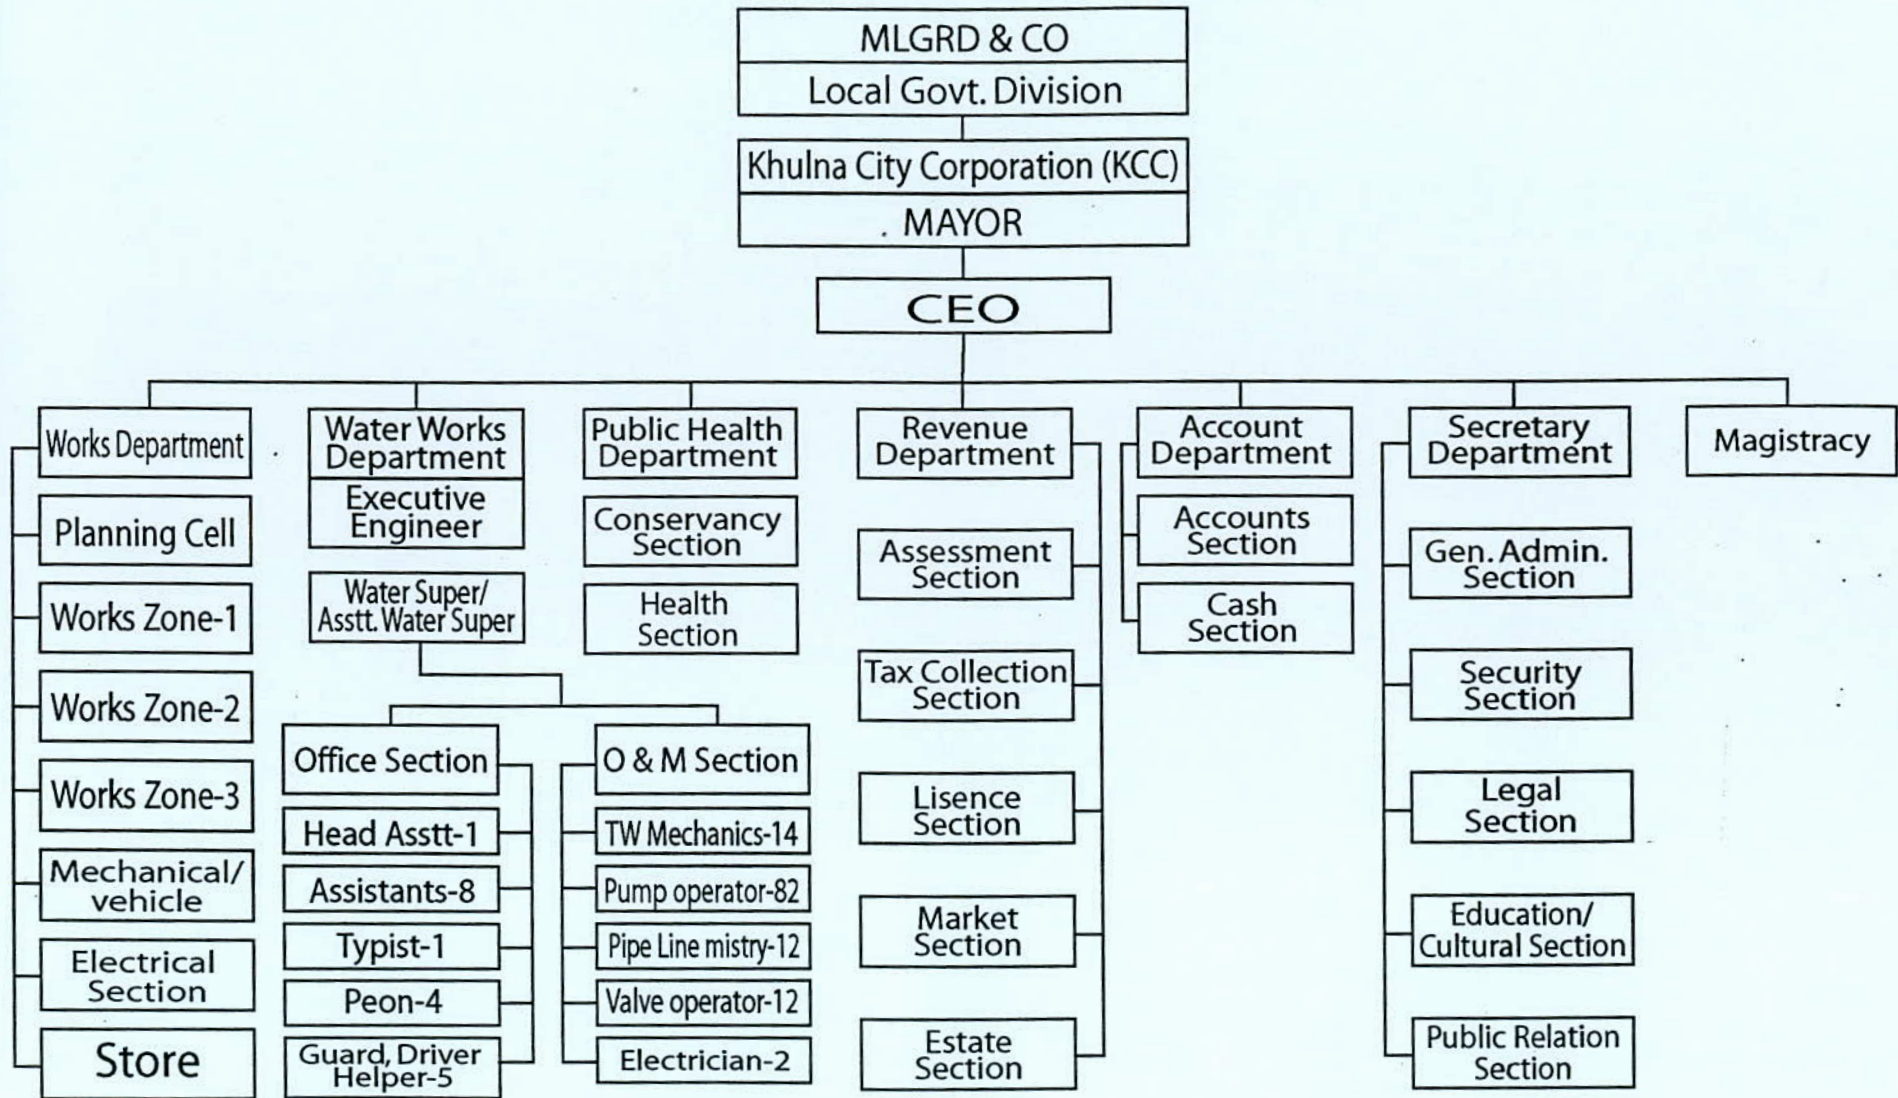 MLGRD & CO
Local Govt. Division
Khulna City Corporation (KCC)
MAYOR
CEO
Works Department
Planning Cell
Works Zone-1
Works Zone-2
Works Zone-3
Mechanical/
vehicle
Electrical
Section
Store
Water Works
Department
Executive
Engineer
Water Super/
Asstt. Water Super
Office Section
Head Asstt-1
Assistants-8
Typist-1
Peon-4
Guard, Driver
Helper-5
O & M Section
TW Mechanics-14
Pump operator-82
Pipe Line mistry-12
Valve operator-12
Electrician-2
Public Health
Department
Conservancy
Section
Health
Section
Revenue
Department
Assessment
Section
Tax Collection
Section
Lisence
Section
Market
Section
Estate
Section
Account
Department
Accounts
Section
Cash
Section
Secretary
Department
Gen. Admin.
Section
Security
Section
Legal
Section
Education/
Cultural Section
Public Relation
Section
Magistracy